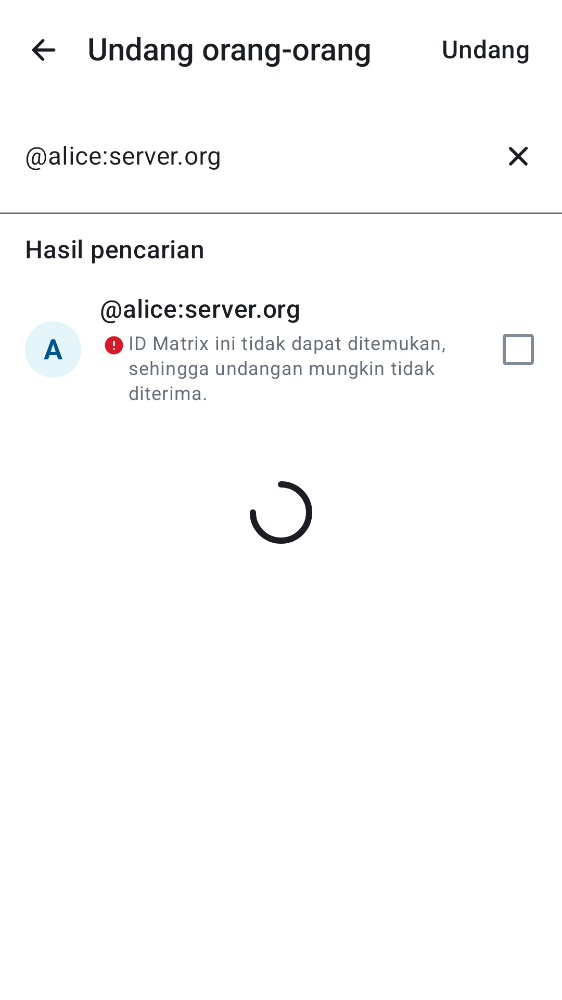 Undang orang-orang
Undang
@alice:server.org
Hasil pencarian
@alice:server.org
A
ID Matrix ini tidak dapat ditemukan,
sehingga undangan mungkin tidak
diterima.